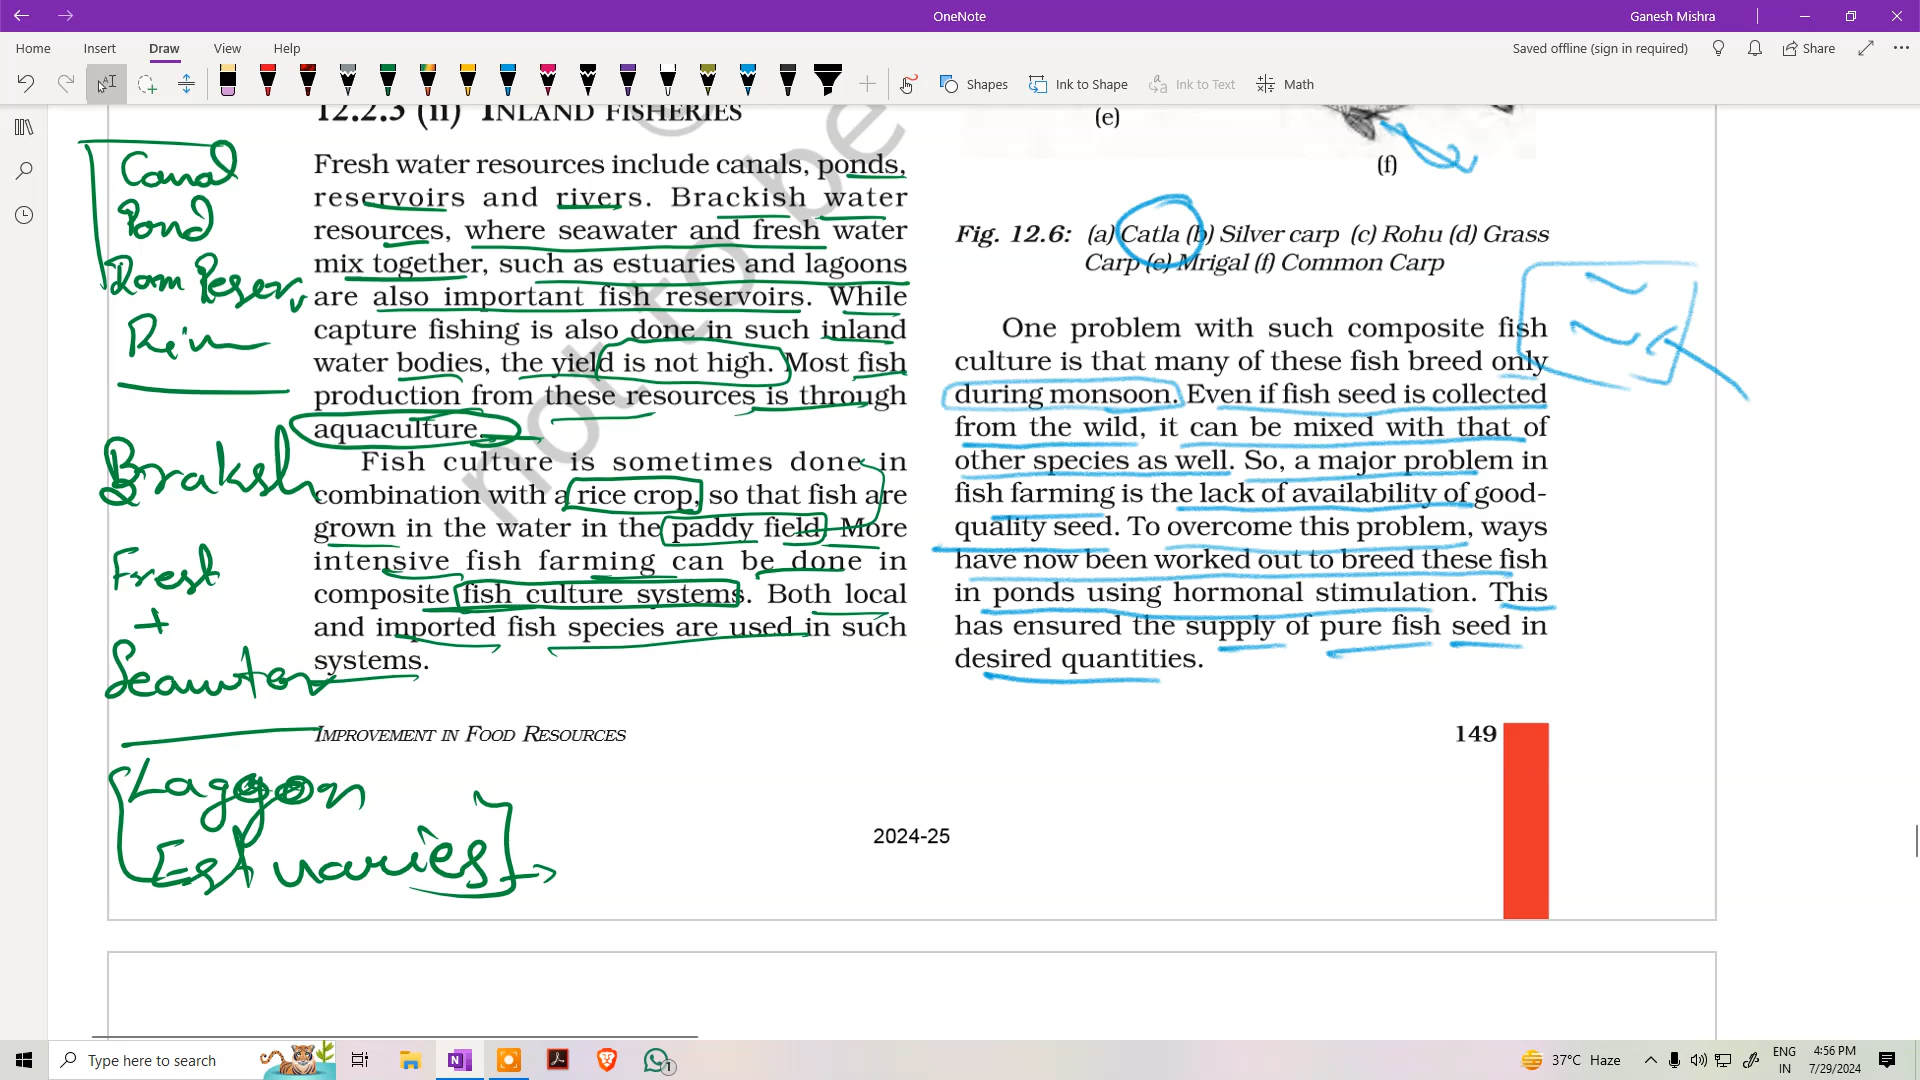 OneNote
Ganesh Mishra
Home Insert Draw View Help
Saved offline (sign in required)
Share
Shapes
Ink to Shape
Ink to Text
Math
12.2.3 (ii) INLAND FISHERIES
Fresh water resources include canals, ponds,
reservoirs and rivers. Brackish water
resources, where seawater and fresh water
mix together, such as estuaries and lagoons
are also important fish reservoirs. While
capture fishing is also done in such inland
water bodies, the yield is not high. Most fish
production from these resources is through
aquaculture.
Fish culture is sometimes done in
combination with a rice crop, so that fish are
grown in the water in the paddy field. More
intensive fish farming can be done in
composite fish culture systems. Both local
and imported fish species are used in such
systems.
not to be
Canal
Pond
Dam Reser
Braksh
Fresh
+
Seawter
Lagoon
Estuaries
IMPROVEMENT IN FOOD RESOURCES
(e)
(f)
Fig. 12.6: (a) Catla (b) Silver carp (c) Rohu (d) Grass
Carp (e) Mrigal (f) Common Carp
One problem with such composite fish
culture is that many of these fish breed only
during monsoon. Even if fish seed is collected
from the wild, it can be mixed with that of
other species as well. So, a major problem in
fish farming is the lack of availability of good-
quality seed. To overcome this problem, ways
have now been worked out to breed these fish
in ponds using hormonal stimulation. This
has ensured the supply of pure fish seed in
desired quantities.
149
2024-25
Type here to search
1
37°C Haze
ENG
IN
4:56 PM
7/29/2024